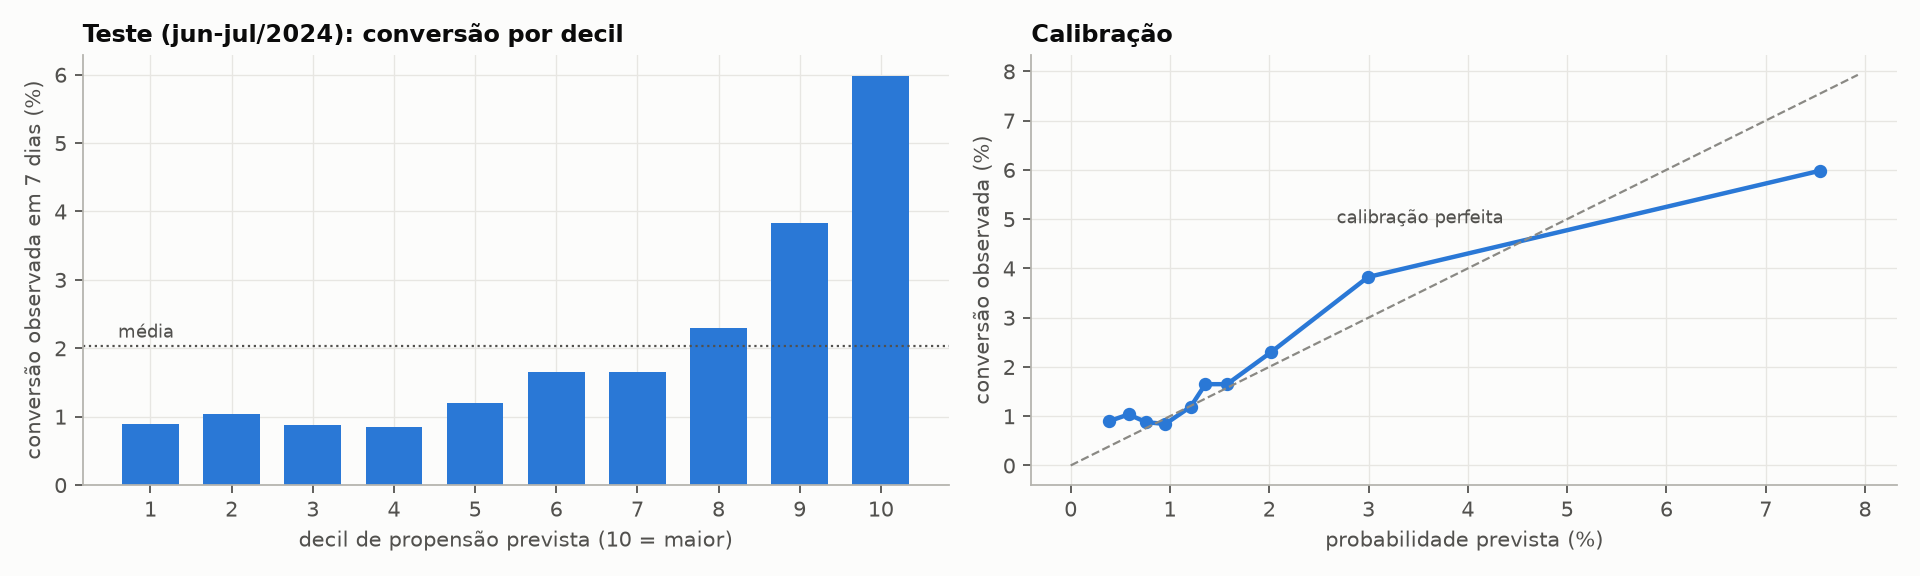 Teste (jun-jul/2024): conversão por decil
conversão observada em 7 dias (%)
6
5
4
3
2
1
0
média
1 2 3 4 5 6 7 8 9 10
decil de propensão prevista (10 = maior)
Calibração
conversão observada (%)
8
7
6
5
4
3
2
1
0
calibração perfeita
0 1 2 3 4 5 6 7 8
probabilidade prevista (%)